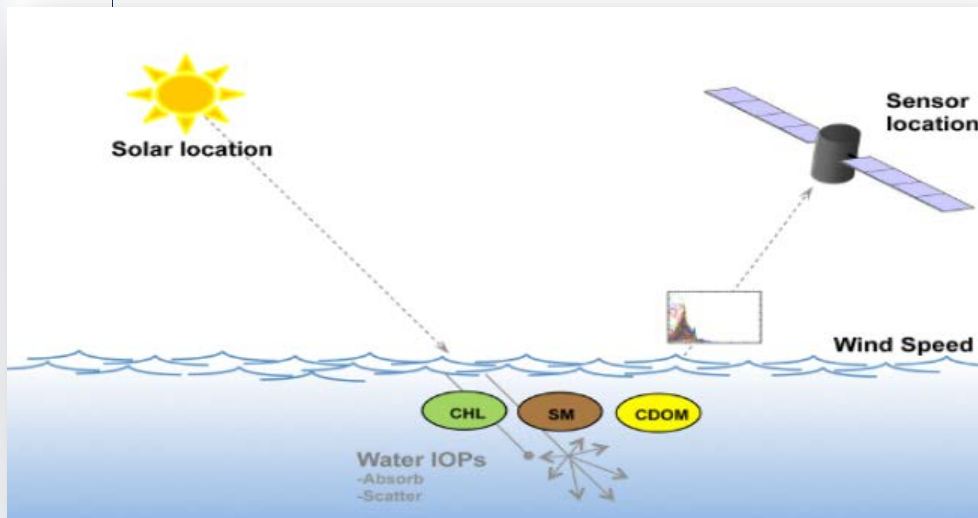 Solar location
Sensor
location
Wind Speed
CHL
SM
CDOM
Water IOPs
-Absorb
-Scatter